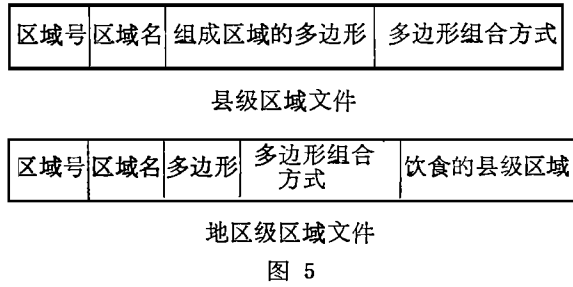 区域号 区域名 组成区域的多边形 多边形组合方式
县级区域文件
区域号 区域名 多边形 多边形组合方式 饮食的县级区域
地区级区域文件
图 5